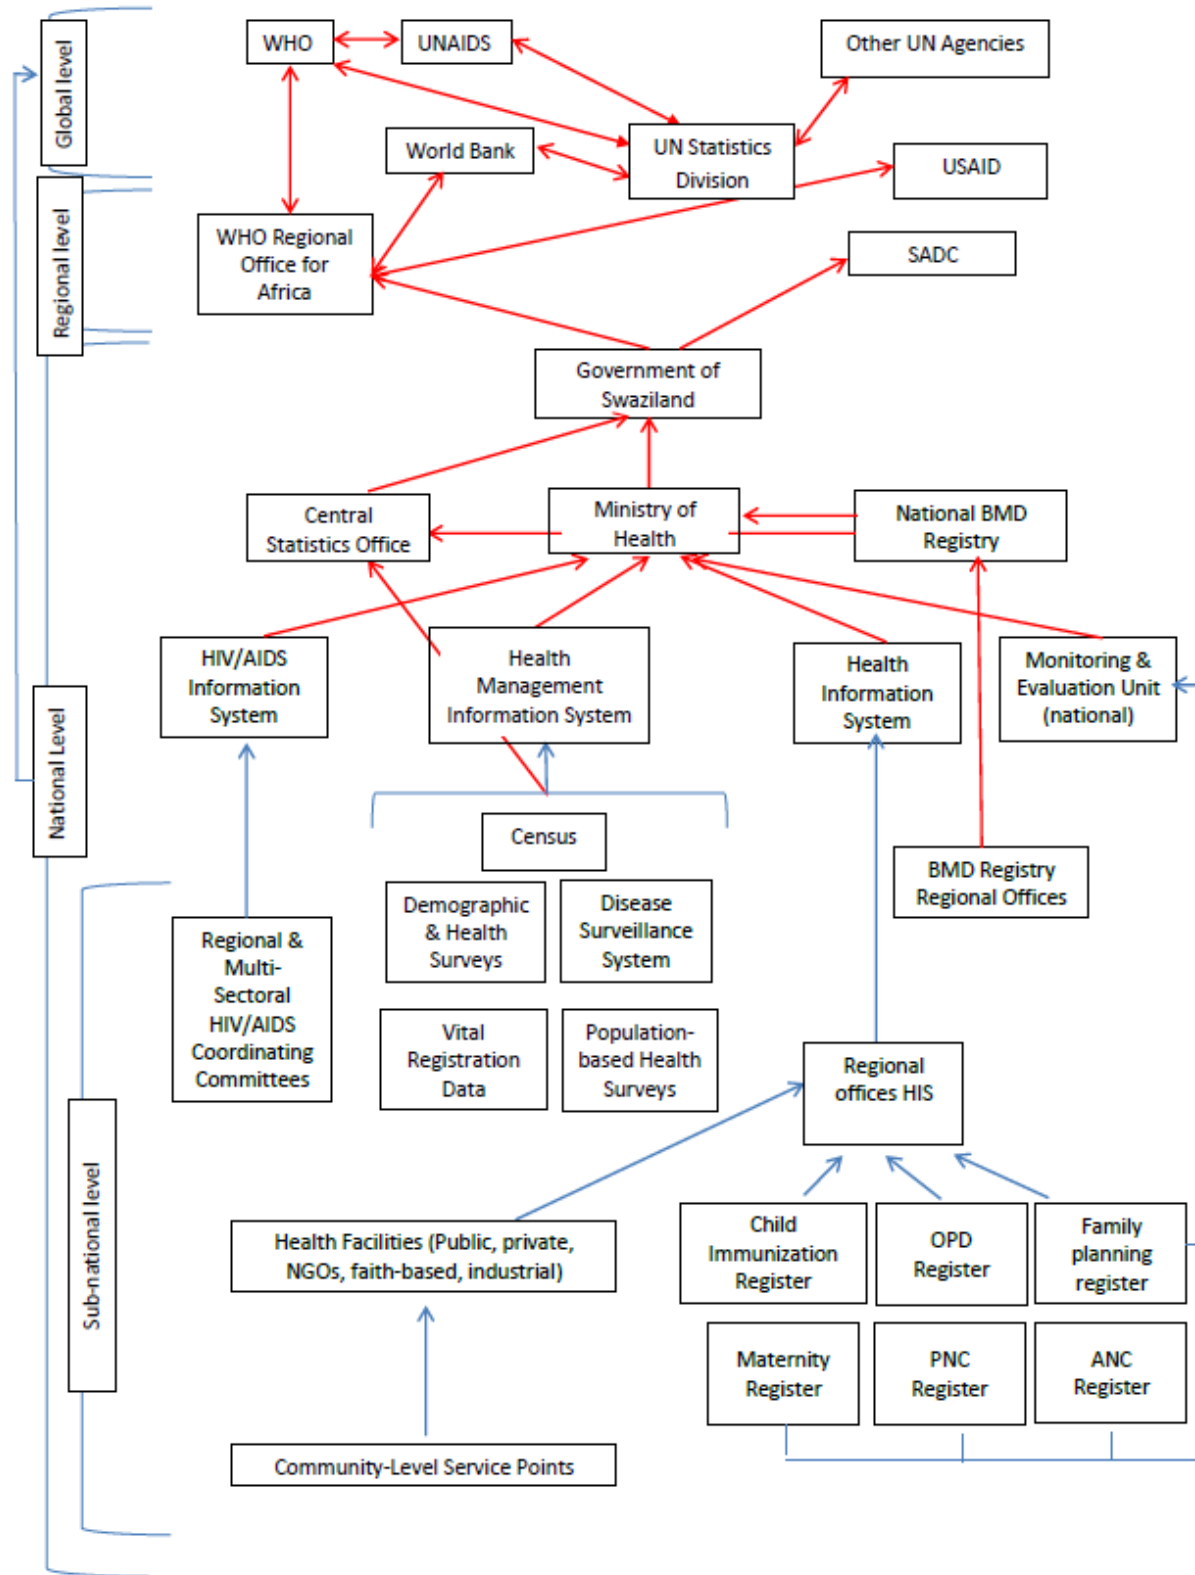 Global level
Regional level
National Level
Sub-national level
WHO
UNAIDS
Other UN Agencies
World Bank
UN Statistics
Division
USAID
WHO Regional
Office for
Africa
SADC
Government of
Swaziland
Central
Statistics Office
Ministry of
Health
National BMD
Registry
HIV/AIDS
Information
System
Health
Management
Information System
Health
Information
System
Monitoring &
Evaluation Unit
(national)
Census
BMD Registry
Regional Offices
Demographic
& Health
Surveys
Disease
Surveillance
System
Regional &
Multi-
Sectoral
HIV/AIDS
Coordinating
Committees
Vital
Registration
Data
Population-
based Health
Surveys
Regional
offices HIS
Health Facilities (Public, private,
NGOs, faith-based, industrial)
Child
Immunization
Register
OPD
Register
Family
planning
register
Maternity
Register
PNC
Register
ANC
Register
Community-Level Service Points